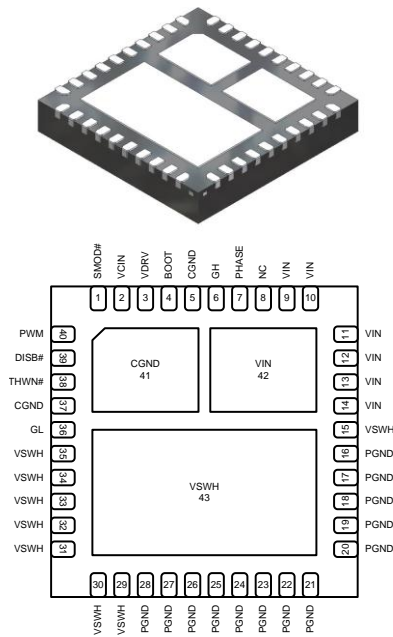 SMOD#
VCIN
VDRV
BOOT
CGND
GH
PHASE
NC
VIN
VIN
1
2
3
4
5
6
7
8
9
10
PWM
40
DISB#
39
THWN#
38
CGND
37
GL
36
VSWH
35
VSWH
34
VSWH
33
VSWH
32
VSWH
31
CGND
41
VIN
42
VSWH
43
11
VIN
12
VIN
13
VIN
14
VIN
15
VSWH
16
PGND
17
PGND
18
PGND
19
PGND
20
PGND
30
29
28
27
26
25
24
23
22
21
VSWH
VSWH
PGND
PGND
PGND
PGND
PGND
PGND
PGND
PGND